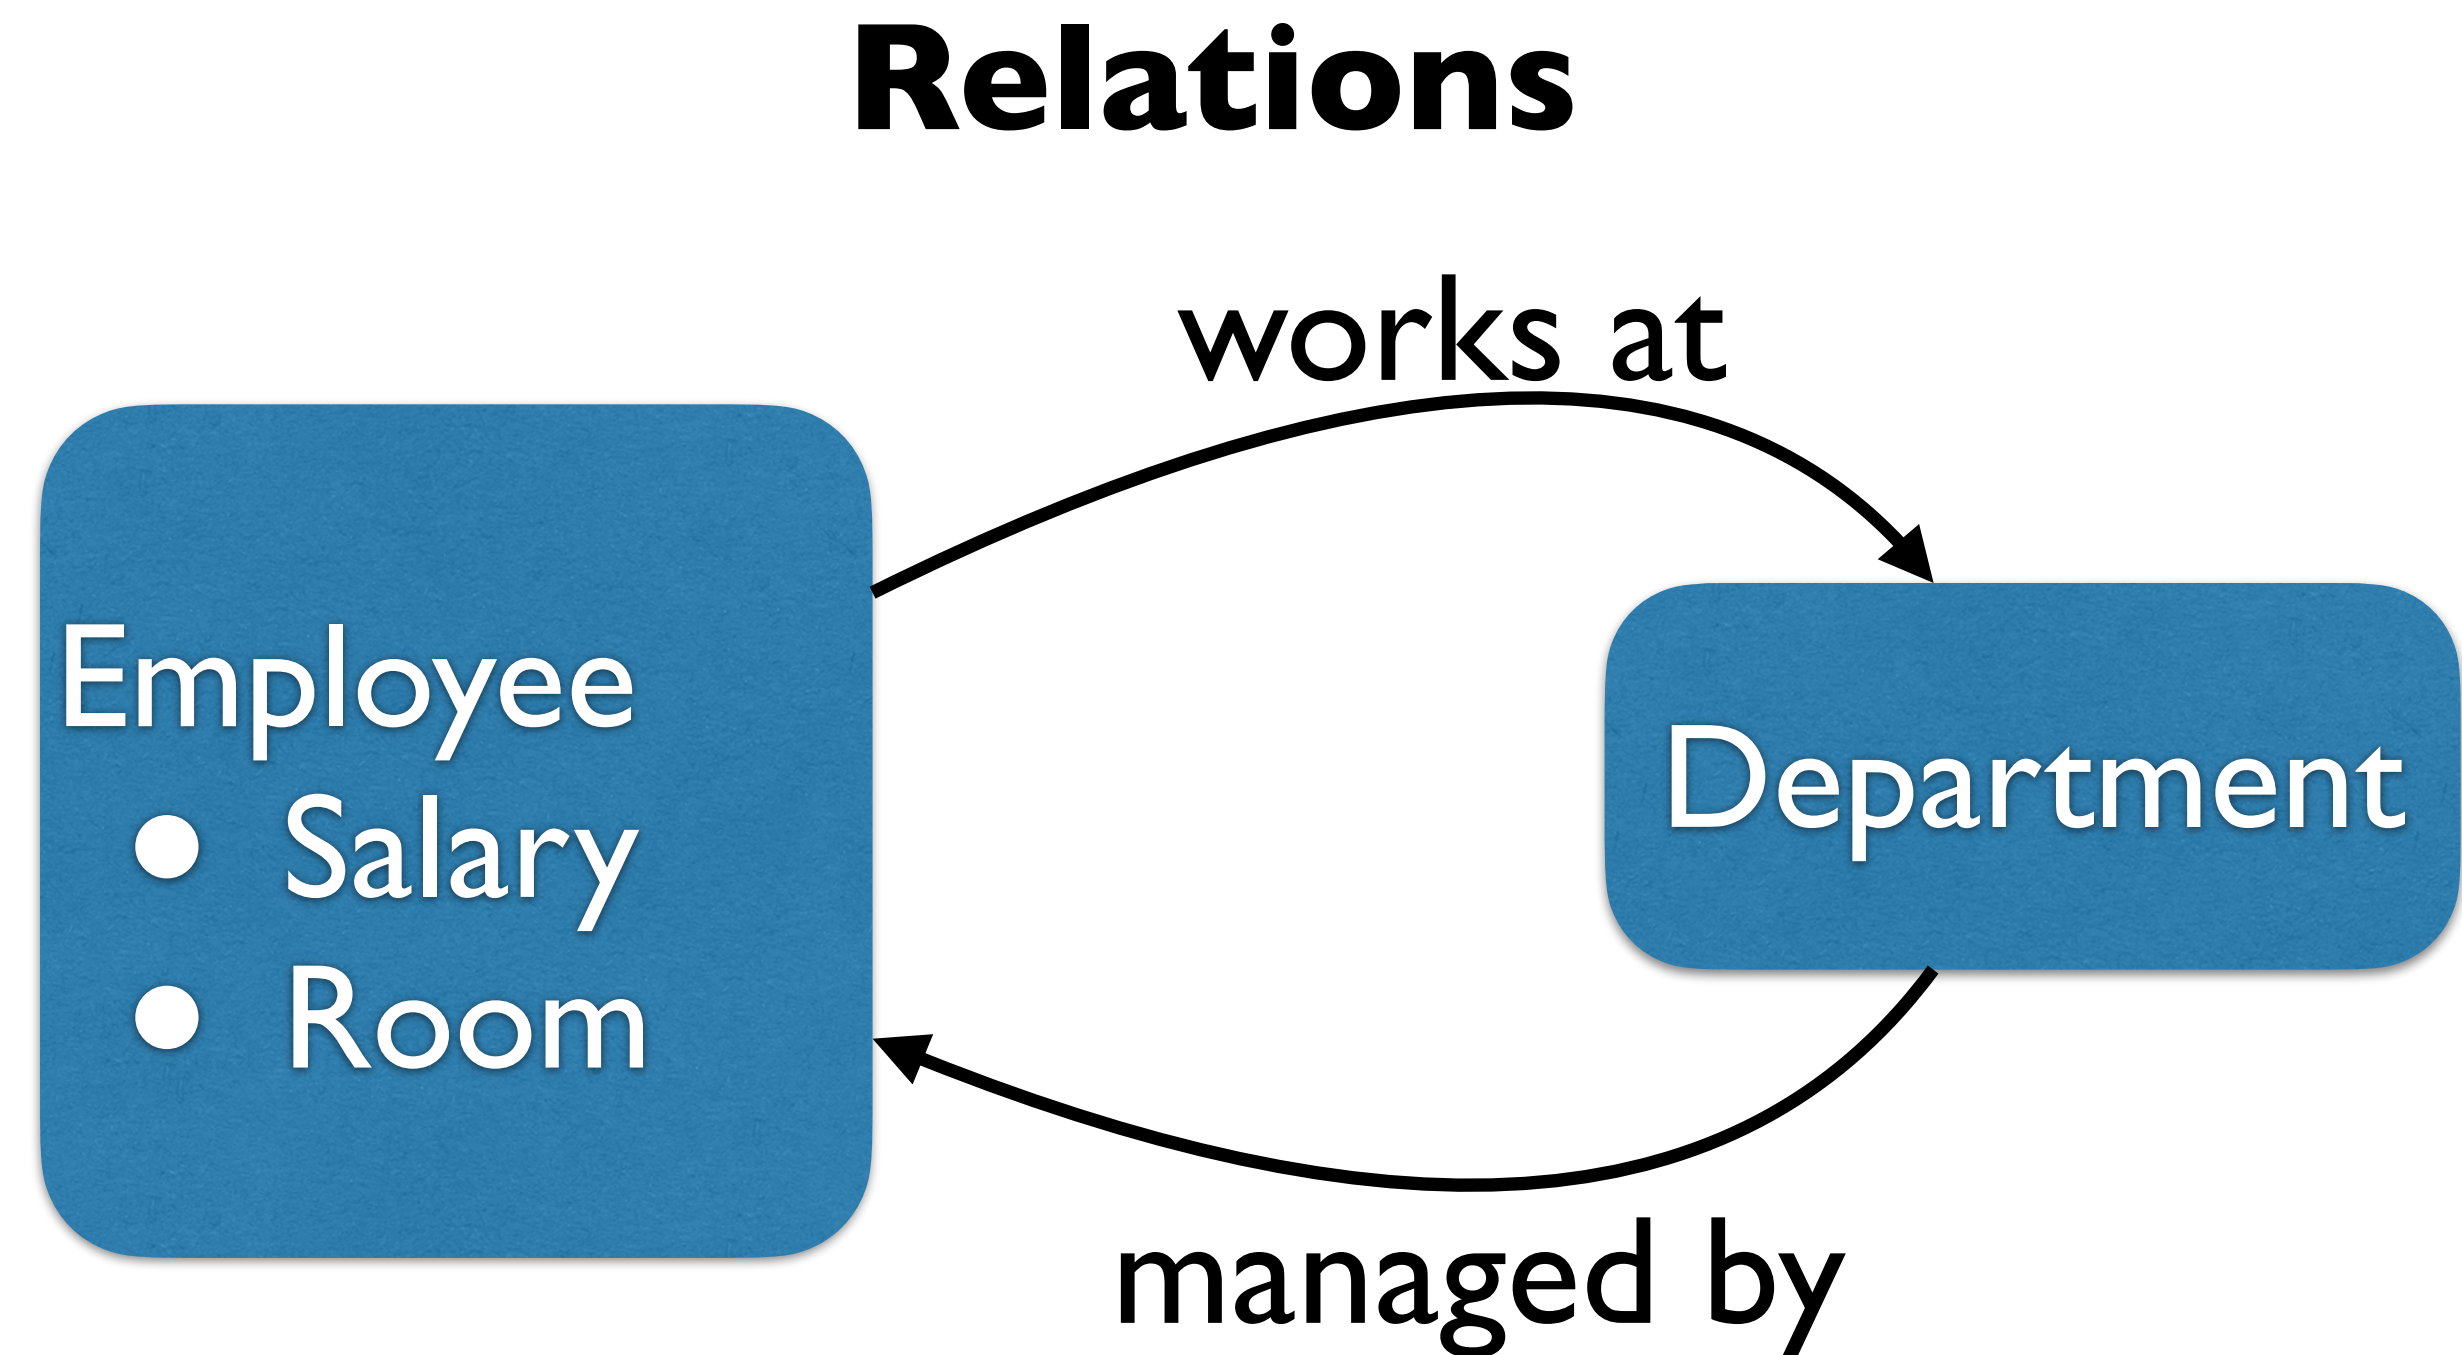 Relations
works at
Employee
• Salary
• Room
Department
managed by